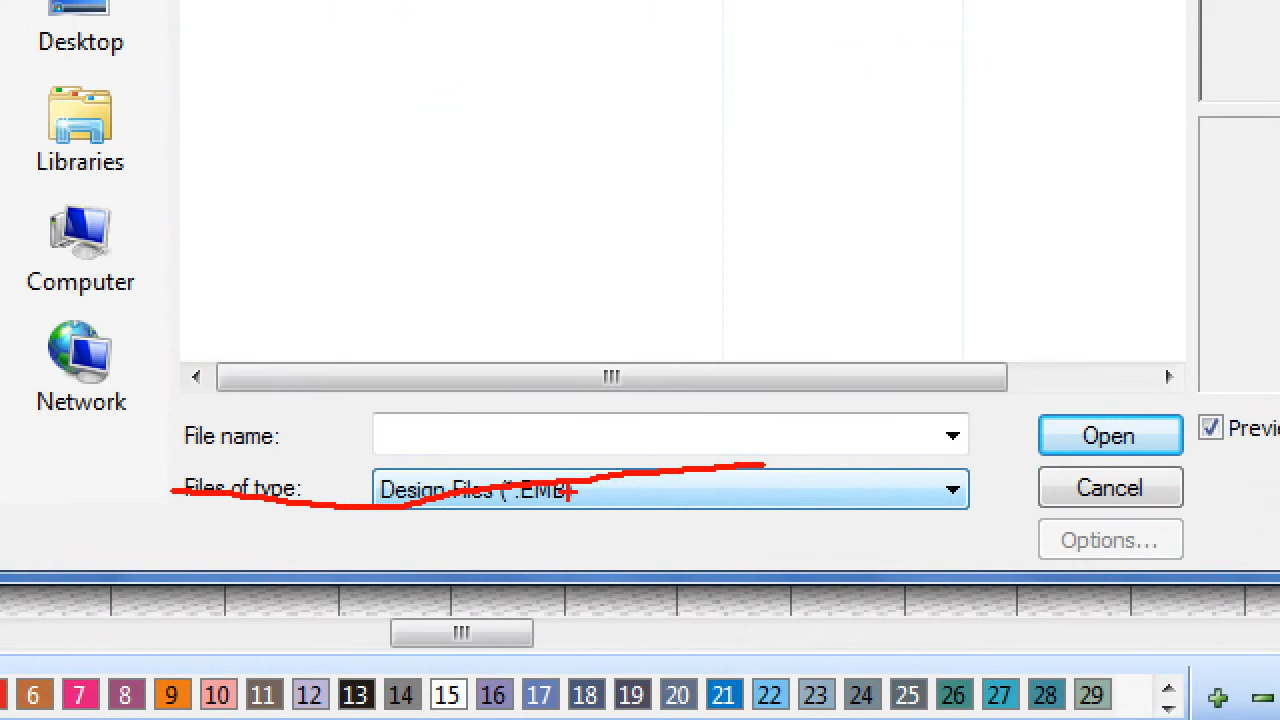 Desktop
Libraries
Computer
Network
File name:
Open
Previe
Files of type: Design Files (*.EMB)
Cancel
Options...
6 7 8 9 10 11 12 13 14 15 16 17 18 19 20 21 22 23 24 25 26 27 28 29